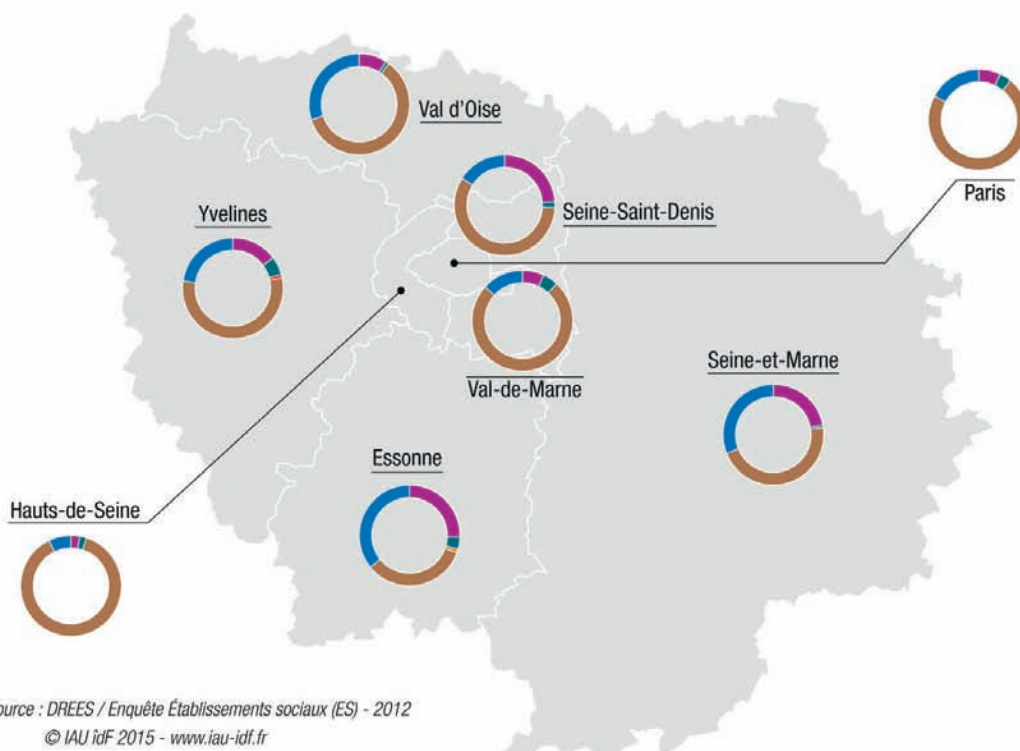 Val d'Oise
Paris
Yvelines
Seine-Saint-Denis
Seine-et-Marne
Val-de-Marne
Essonne
Hauts-de-Seine
ource : DREES / Enquête Établissements sociaux (ES) - 2012
© IAU îdF 2015 - www.iau-idf.fr